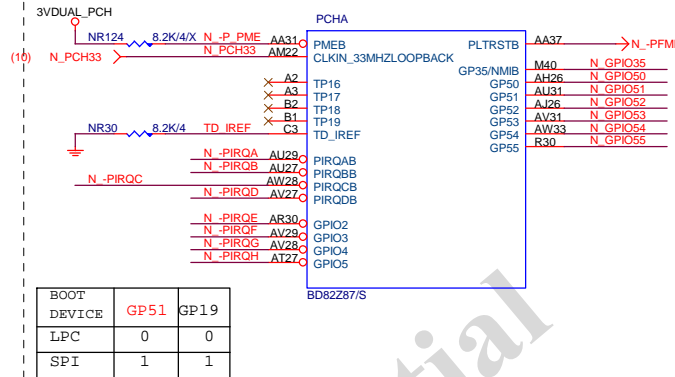 3VDUAL_PCH
PCHA
NR124 8.2K/4/X N_-P_PME AA31 PMEB PLTRSTB AA37
(10) N_PCH33 N_PCH33 AM22 CLKIN_33MHZLOOPBACK
GP35/NMIB M40 N_GPIO35
A2 TP16 GP50 AH26 N_GPIO50
A3 TP17 GP51 AU31 N_GPIO51
B2 TP18 GP52 AJ26 N_GPIO52
B1 TP19 GP53 AV31 N_GPIO53
NR30 8.2K/4 TD_IREF C3 TD_IREF GP54 AW33 N_GPIO54
GP55 R30 N_GPIO55
N_-PIRQA AU29 PIRQAB
N_-PIRQB AU27 PIRQBB
N_-PIRQC AW28 PIRQCB
N_-PIRQD AV27 PIRQDB
N_-PIRQE AR30 GPIO2
N_-PIRQF AV29 GPIO3
N_-PIRQG AV28 GPIO4
N_-PIRQH AT27 GPIO5
BD82Z87/S
BOOT DEVICE GP51 GP19
LPC 0 0
SPI 1 1